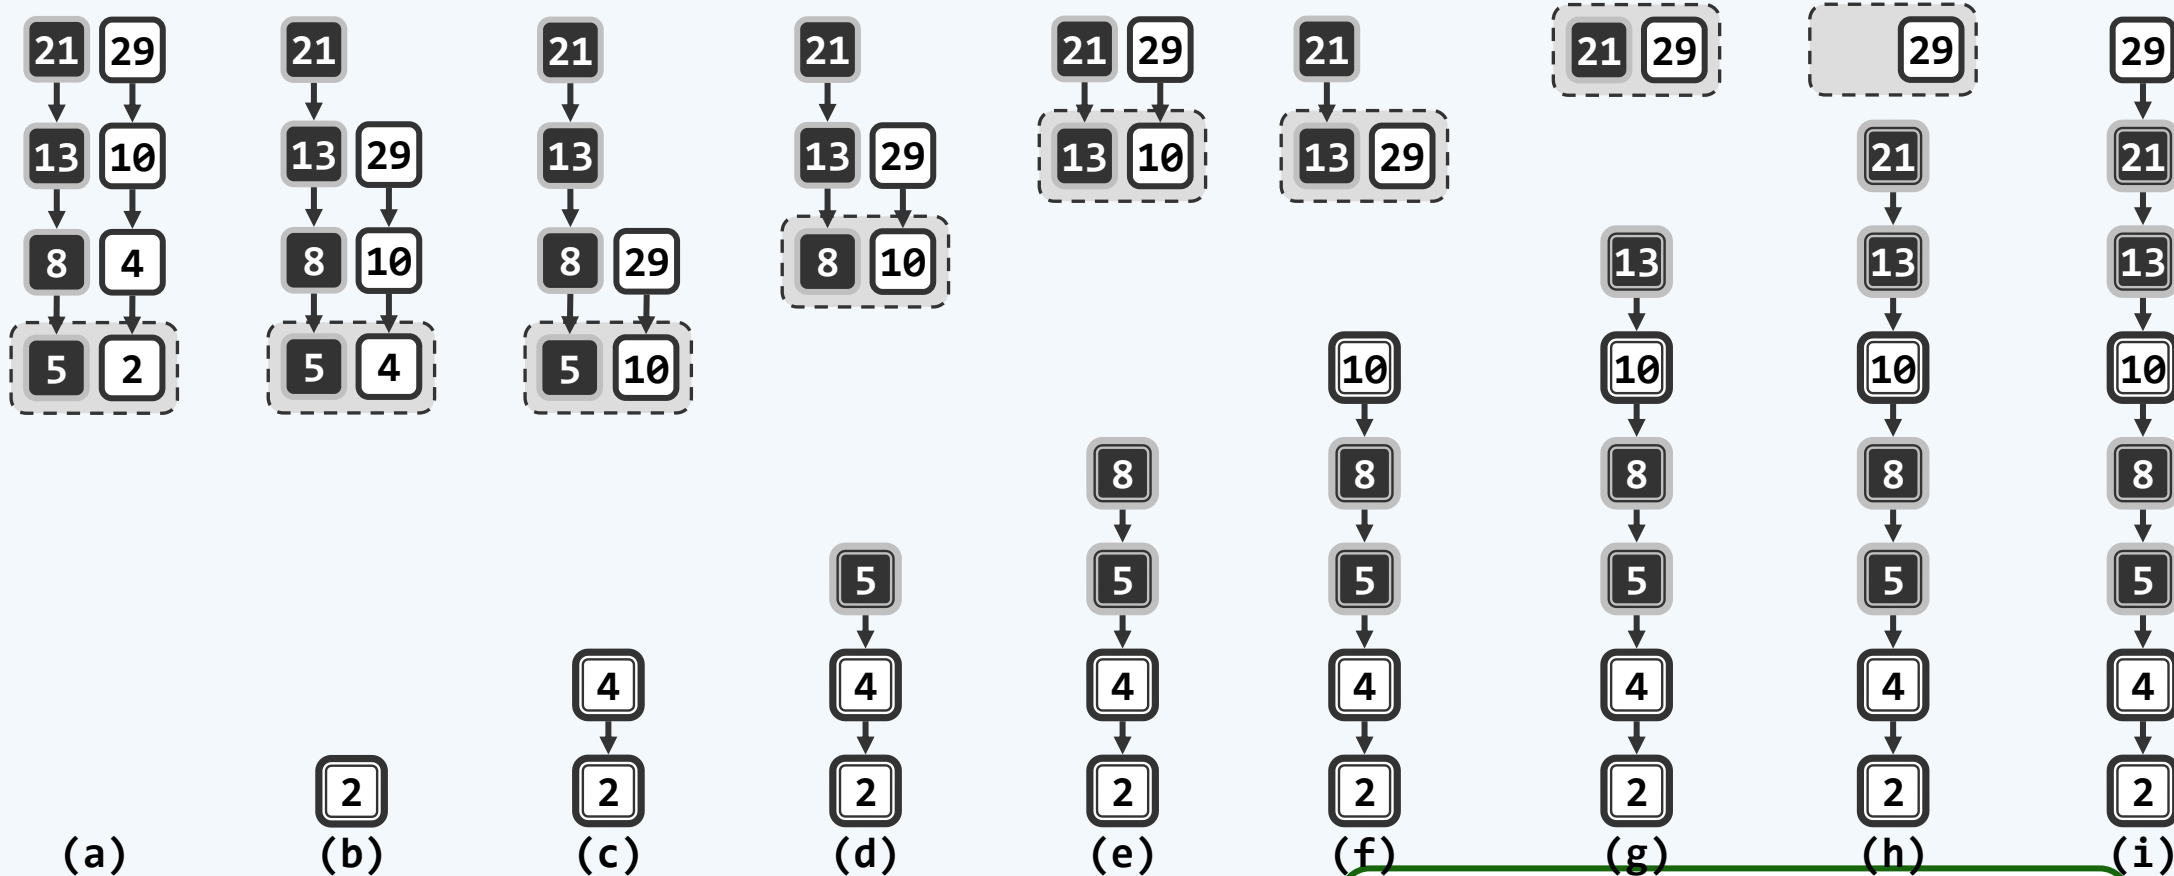 21 29 21 21 21 21 29 21 21 29 29 29
13 10 13 29 13 13 29 13 10 13 29 21 21
8 4 8 10 8 29 8 10 13 13 13
5 2 5 4 5 10 10 10 10 10
8 8 8 8 8
5 5 5 5 5 5
4 4 4 4 4 4 4
2 2 2 2 2 2 2 2
(a) (b) (c) (d) (e) (f) (g) (h) (i)